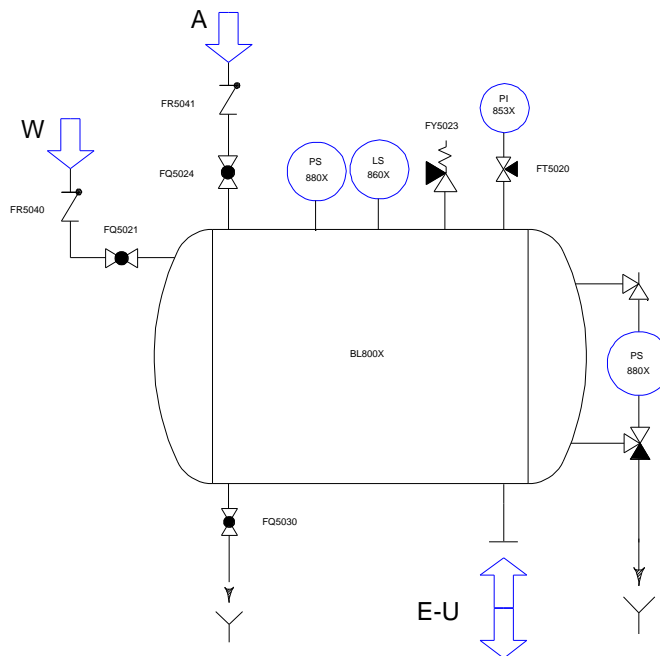 A
PI
853X
FR5041
W
FY5023
PS
880X
LS
860X
FQ5024
FT5020
FR5040
FQ5021
BL800X
PS
880X
FQ5030
E-U